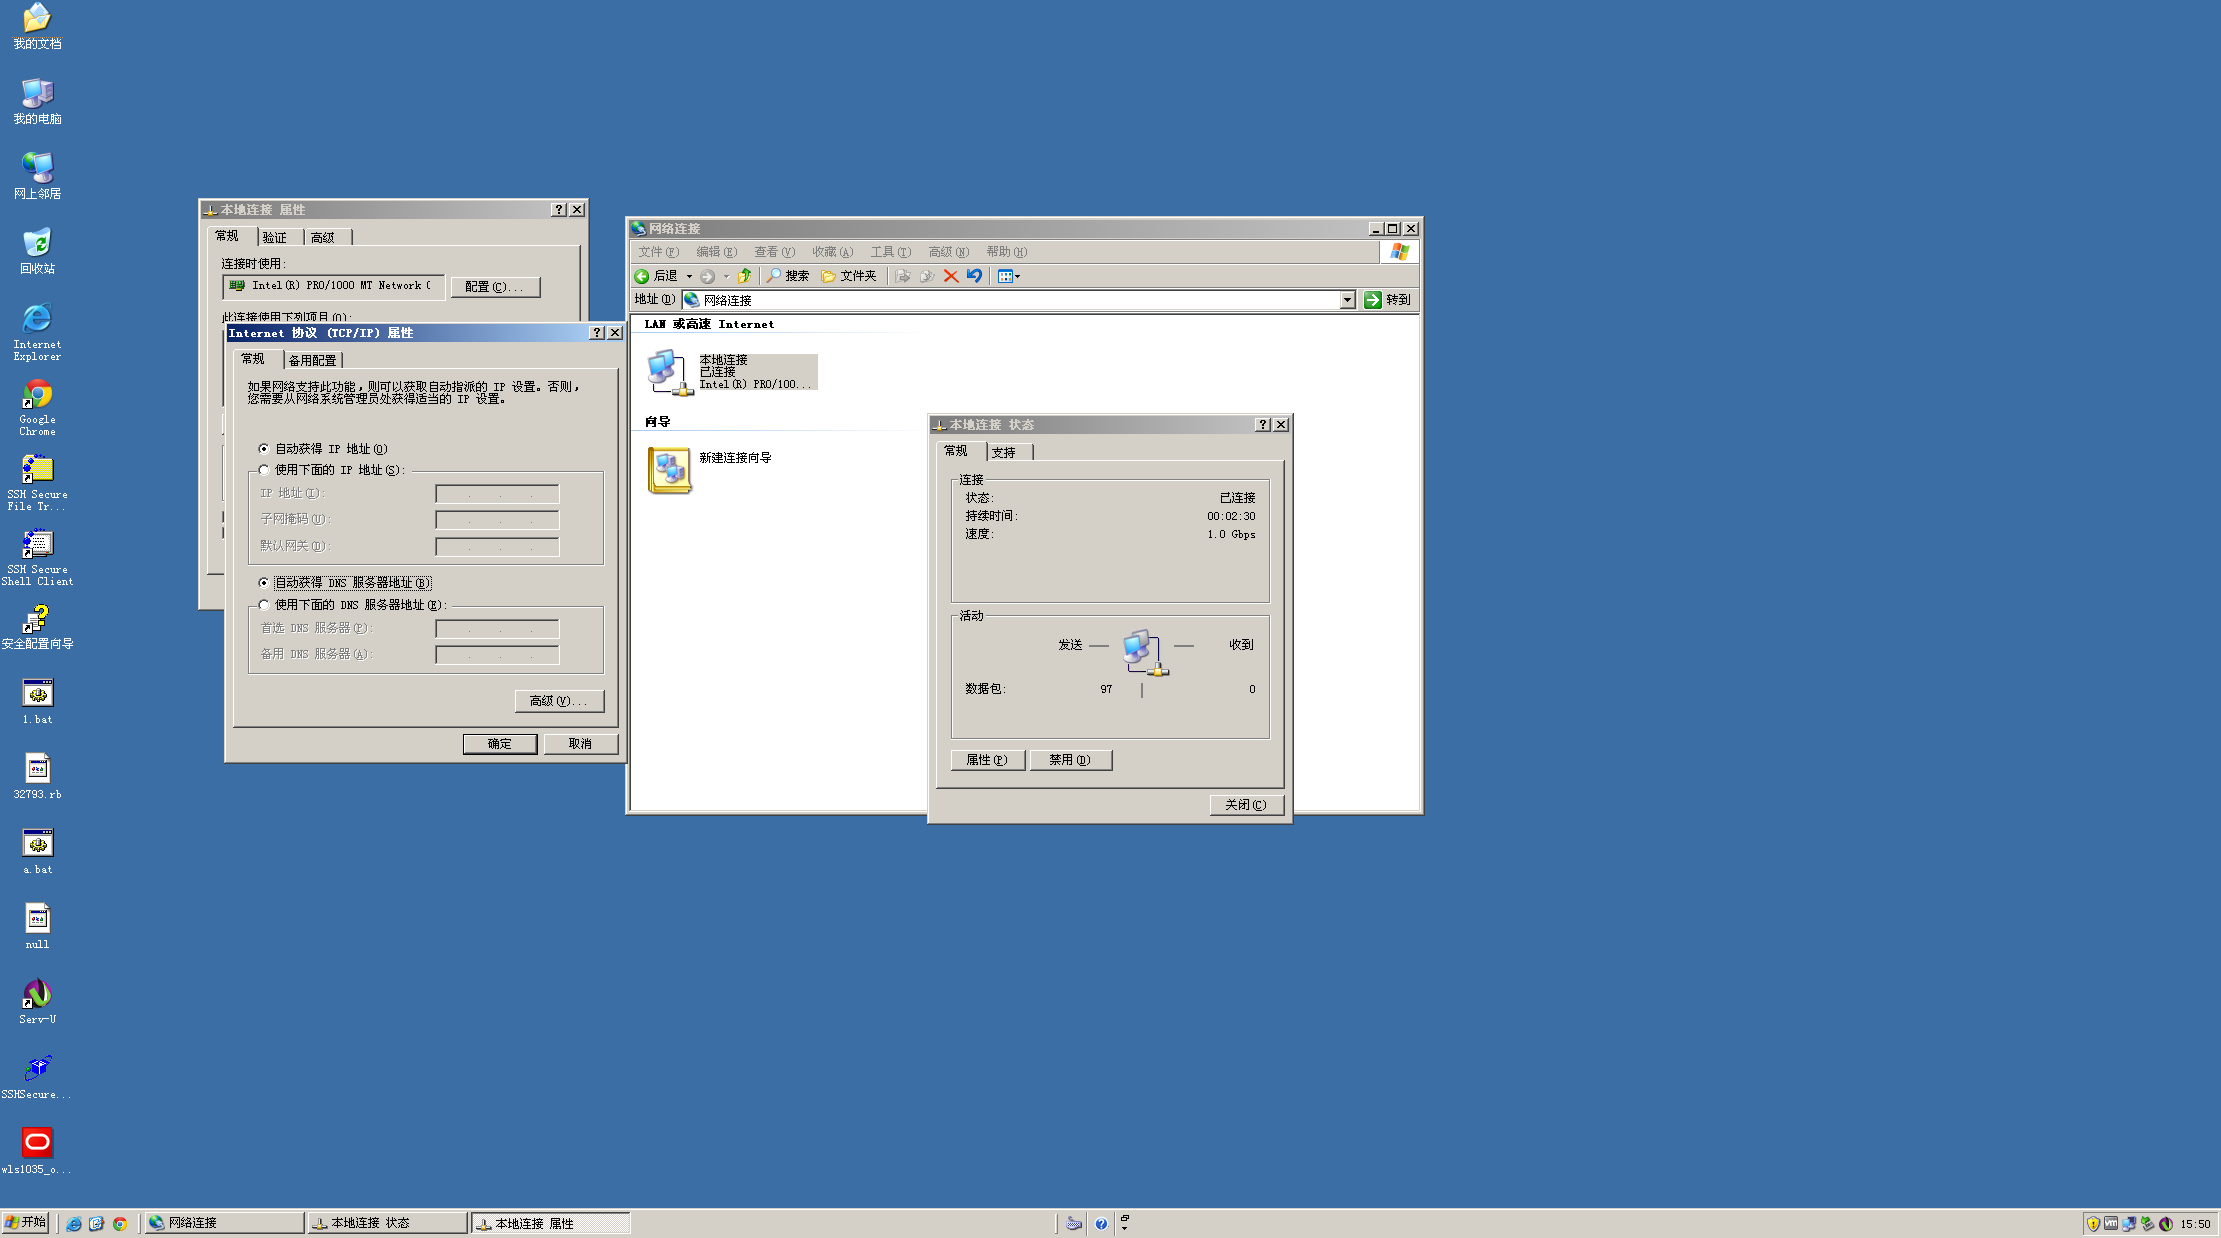 我的文档
我的电脑
网上邻居
回收站
Internet
Explorer
Google
Chrome
SSH Secure
File Tr...
SSH Secure
Shell Client
安全配置向导
1.bat
32793.rb
a.bat
null
Serv-U
SSHSecure...
wls1035_o...
本地连接 属性
常规
验证
高级
连接时使用:
Intel(R) PRO/1000 MT Network C
配置(C)...
此连接使用下列项目(O):
Internet 协议 (TCP/IP) 属性
常规
备用配置
如果网络支持此功能,则可以获取自动指派的 IP 设置。否则,
您需要从网络系统管理员处获得适当的 IP 设置。
自动获得 IP 地址(O)
使用下面的 IP 地址(S):
IP 地址(I):
子网掩码(U):
默认网关(D):
自动获得 DNS 服务器地址(B)
使用下面的 DNS 服务器地址(E):
首选 DNS 服务器(P):
备用 DNS 服务器(A):
高级(V)...
确定
取消
网络连接
文件(F)
编辑(E)
查看(V)
收藏(A)
工具(T)
高级(N)
帮助(H)
后退
搜索
文件夹
地址(D)
网络连接
转到
LAN 或高速 Internet
本地连接
已连接
Intel(R) PRO/100...
向导
新建连接向导
本地连接 状态
常规
支持
连接
状态:
已连接
持续时间:
00:02:30
速度:
1.0 Gbps
活动
发送
收到
数据包:
97
0
属性(P)
禁用(D)
关闭(C)
开始
网络连接
本地连接 状态
本地连接 属性
15:50